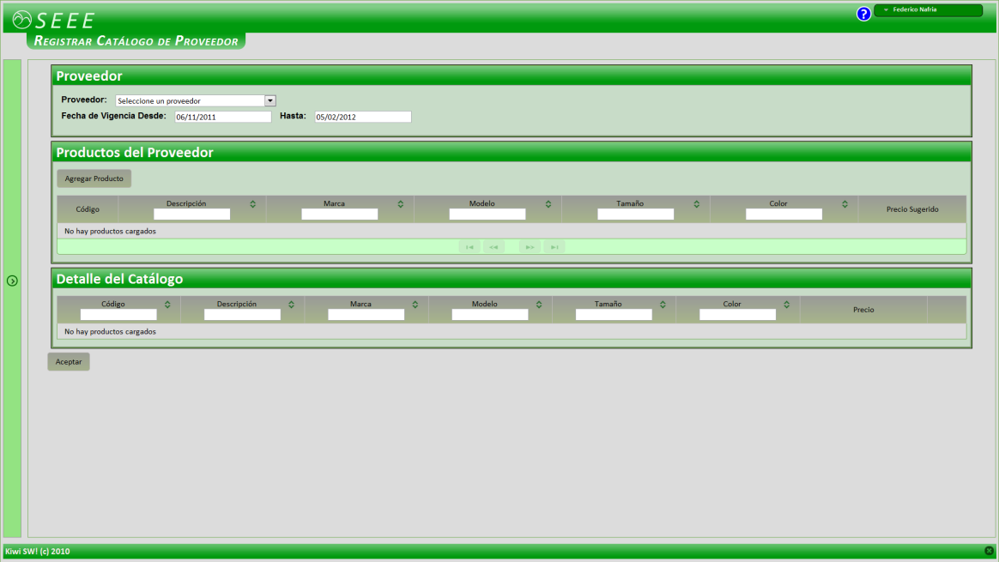 Federico Nafria
SEEE
Registrar Catálogo de Proveedor
Proveedor
Proveedor: Seleccione un proveedor
Fecha de Vigencia Desde: 06/11/2011 Hasta: 05/02/2012
Productos del Proveedor
Agregar Producto
Código Descripción Marca Modelo Tamaño Color Precio Sugerido
No hay productos cargados
Detalle del Catálogo
Código Descripción Marca Modelo Tamaño Color Precio
No hay productos cargados
Aceptar
Kiwi SW! (c) 2010